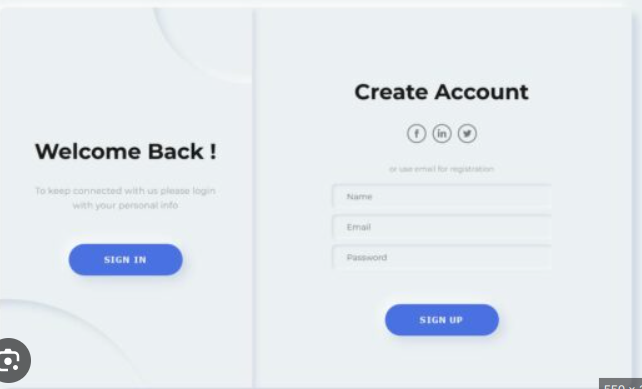 Welcome Back !
To keep connected with us please login
with your personal info
SIGN IN
Create Account
f
in
or use email for registration
Name
Email
Password
SIGN UP